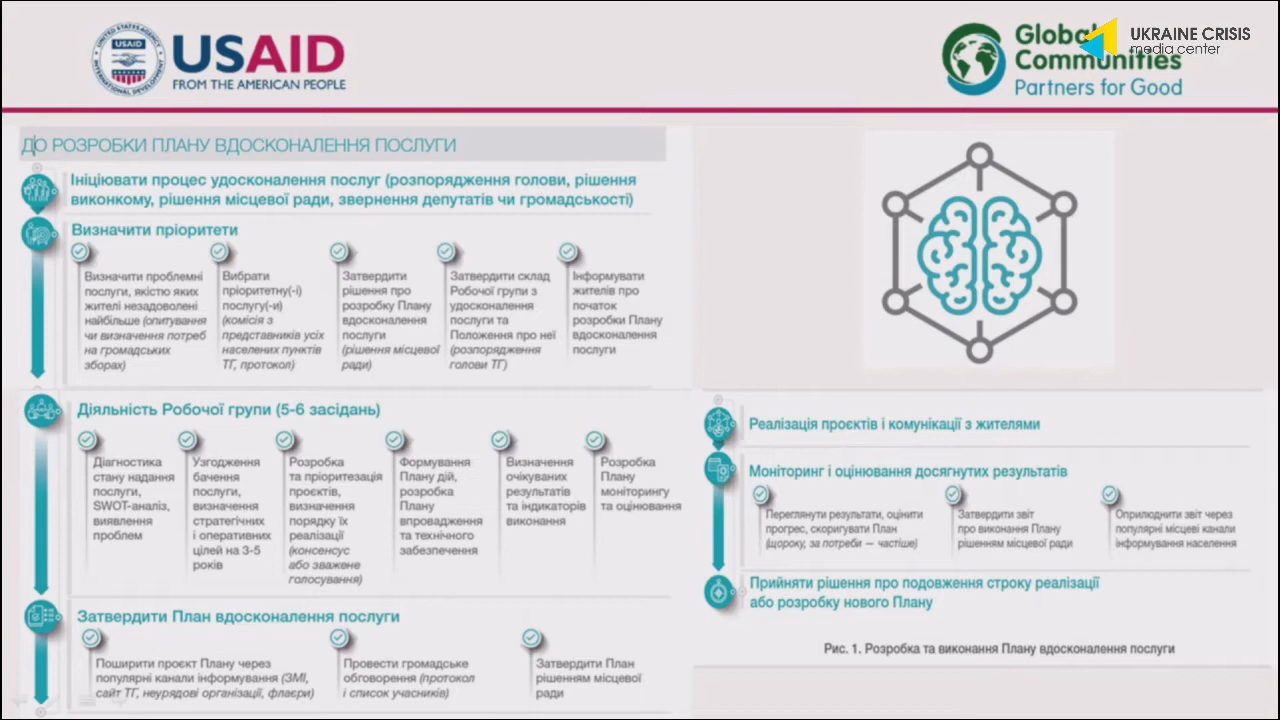 USAID
FROM THE AMERICAN PEOPLE
UNITED STATES AGENCY
INTERNATIONAL DEVELOPMENT
USAID
Global
Communities
Partners for Good
UKRAINE CRISIS
media center
ДО РОЗРОБКИ ПЛАНУ ВДОСКОНАЛЕННЯ ПОСЛУГИ
Ініціювати процес удосконалення послуг (розпорядження голови, рішення
виконкому, рішення місцевої ради, звернення депутатів чи громадськості)
Визначити пріоритети
Визначити проблемні
послуги, якістю яких
жителі незадоволені
найбільше (опитування
чи визначення потреб
на громадських
зборах)
Вибрати
пріоритетну(-і)
послугу(-и)
(комісія з
представників усіх
населених пунктів
ТГ, протокол)
Затвердити
рішення про
розробку Плану
вдосконалення
послуги
(рішення місцевої
ради)
Затвердити склад
Робочої групи з
удосконалення
послуги та
Положення про неї
(розпорядження
голови ТГ)
Інформувати
жителів про
початок
розробки Плану
вдосконалення
послуги
Діяльність Робочої групи (5-6 засідань)
Діагностика
стану надання
послуги,
SWOT-аналіз,
виявлення
проблем
Узгодження
бачення
послуги,
визначення
стратегічних
і оперативних
цілей на 3-5
років
Розробка
та пріоритезація
проєктів,
визначення
порядку їх
реалізації
(консенсус
або зважене
голосування)
Формування
Плану дій,
розробка
Плану
впровадження
та технічного
забезпечення
Визначення
очікуваних
результатів
та індикаторів
виконання
Розробка
Плану
моніторингу
та оцінювання
Затвердити План вдосконалення послуги
Поширити проєкт Плану через
популярні канали інформування (ЗМІ,
сайт ТГ, неурядові організації, флаєри)
Провести громадське
обговорення (протокол
і список учасників)
Затвердити План
рішенням місцевої
ради
Реалізація проєктів і комунікації з жителями
Моніторинг і оцінювання досягнутих результатів
Переглянути результати, оцінити
прогрес, скоригувати План
(щороку, за потреби — частіше)
Затвердити звіт
про виконання Плану
рішенням місцевої ради
Оприлюднити звіт через
популярні місцеві канали
інформування населення
Прийняти рішення про подовження строку реалізації
або розробку нового Плану
Рис. 1. Розробка та виконання Плану вдосконалення послуги